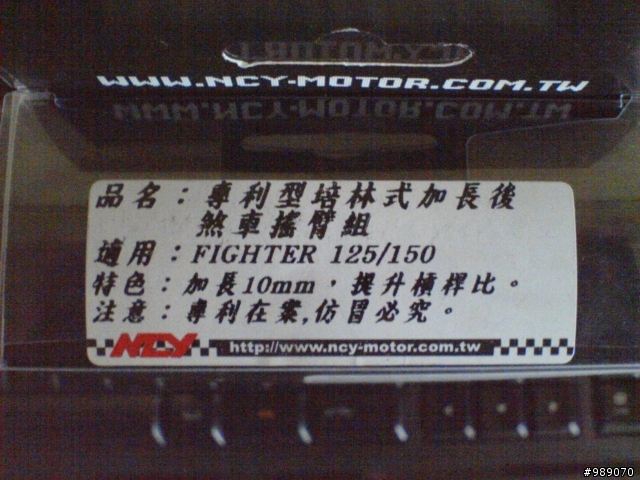 WWW.NCY-MOTOR.COM.TW
品名：專利型培林式加長後
煞車搖臂組
適用：FIGHTER 125/150
特色：加長10mm，提升槓桿比。
注意：專利在案,仿冒必究。
NCY http://www.ncy-motor.com.tw
#989070